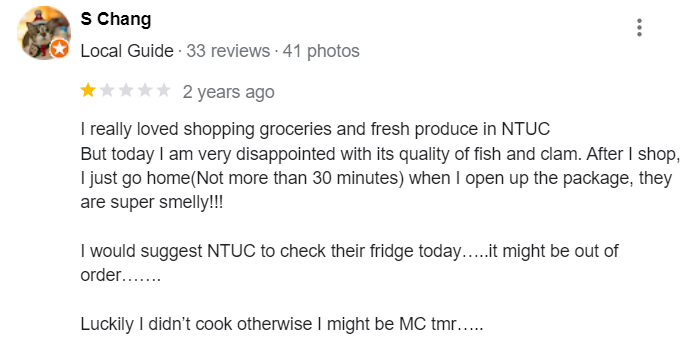 S Chang
Local Guide · 33 reviews · 41 photos
2 years ago
I really loved shopping groceries and fresh produce in NTUC
But today I am very disappointed with its quality of fish and clam. After I shop,
I just go home(Not more than 30 minutes) when I open up the package, they
are super smelly!!!
I would suggest NTUC to check their fridge today…..it might be out of
order…….
Luckily I didn’t cook otherwise I might be MC tmr…..